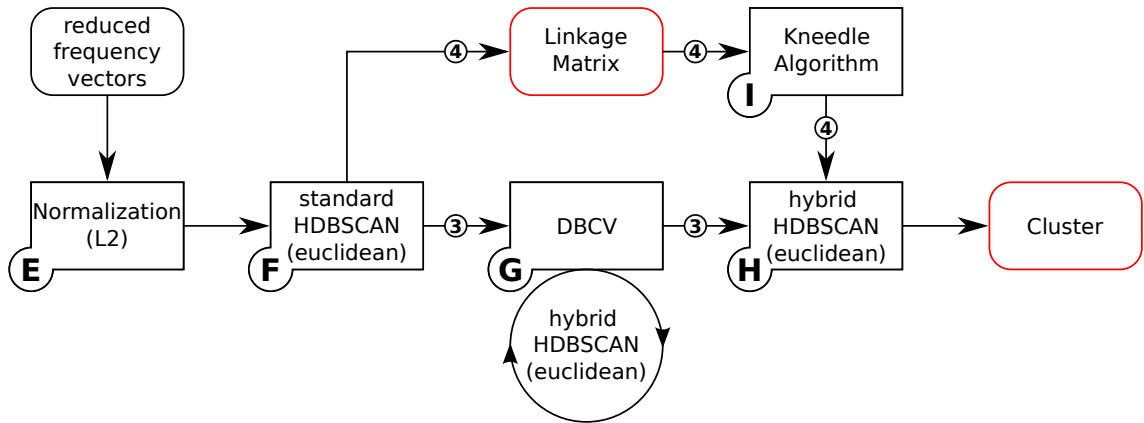 reduced
frequency
vectors
4
Linkage
Matrix
4
Kneedle
Algorithm
I
4
Normalization
(L2)
E
standard
HDBSCAN
(euclidean)
F
3
DBCV
G
3
hybrid
HDBSCAN
(euclidean)
H
Cluster
hybrid
HDBSCAN
(euclidean)